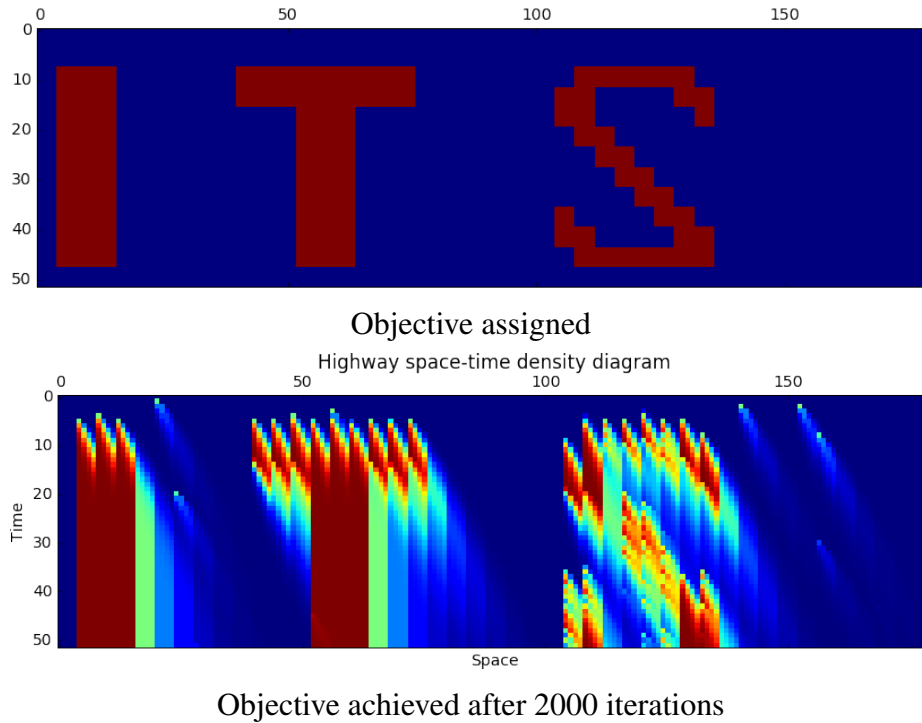 0 50 100 150
0
10
20
30
40
50
ITS
Objective assigned
Highway space-time density diagram
0 50 100 150
0
10
20
30
40
50
Time
Space
Objective achieved after 2000 iterations